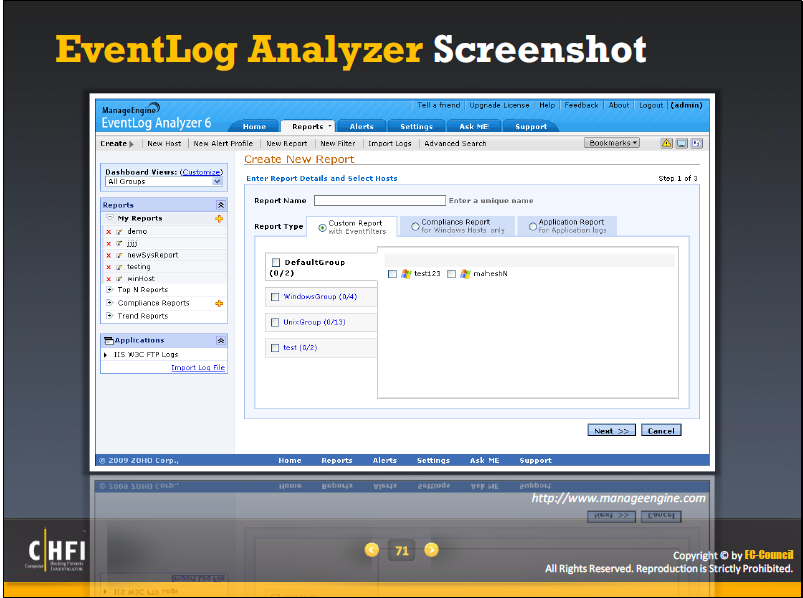 EventLog Analyzer Screenshot
Tell a friend | Upgrade License | Help | Feedback | About | Logout | (admin)
ManageEngine
EventLog Analyzer 6
Home Reports Alerts Settings Ask ME Support
Create New Host | New Alert Profile | New Report | New Filter | Import Logs | Advanced Search Bookmarks
Create New Report
Dashboard Views: (Customize)
All Groups
Reports
My Reports
demo
jjjj
newSysReport
testing
winHost
Top N Reports
Compliance Reports
Trend Reports
Applications
IIS W3C FTP Logs
Import Log File
Enter Report Details and Select Hosts Step 1 of 3
Report Name Enter a unique name
Report Type
Custom Report
with EventFilters
Compliance Report
for Windows Hosts only
Application Report
for Application logs
DefaultGroup
(0/2)
WindowsGroup (0/4)
UnixGroup (0/13)
test (0/2)
test123 maheshN
Next >> Cancel
© 2009 ZOHO Corp., Home Reports Alerts Settings Ask ME Support
http://www.manageengine.com
CHFI
Computer Hacking Forensic
INVESTIGATOR
71
Copyright © by EC-Council
All Rights Reserved. Reproduction is Strictly Prohibited.